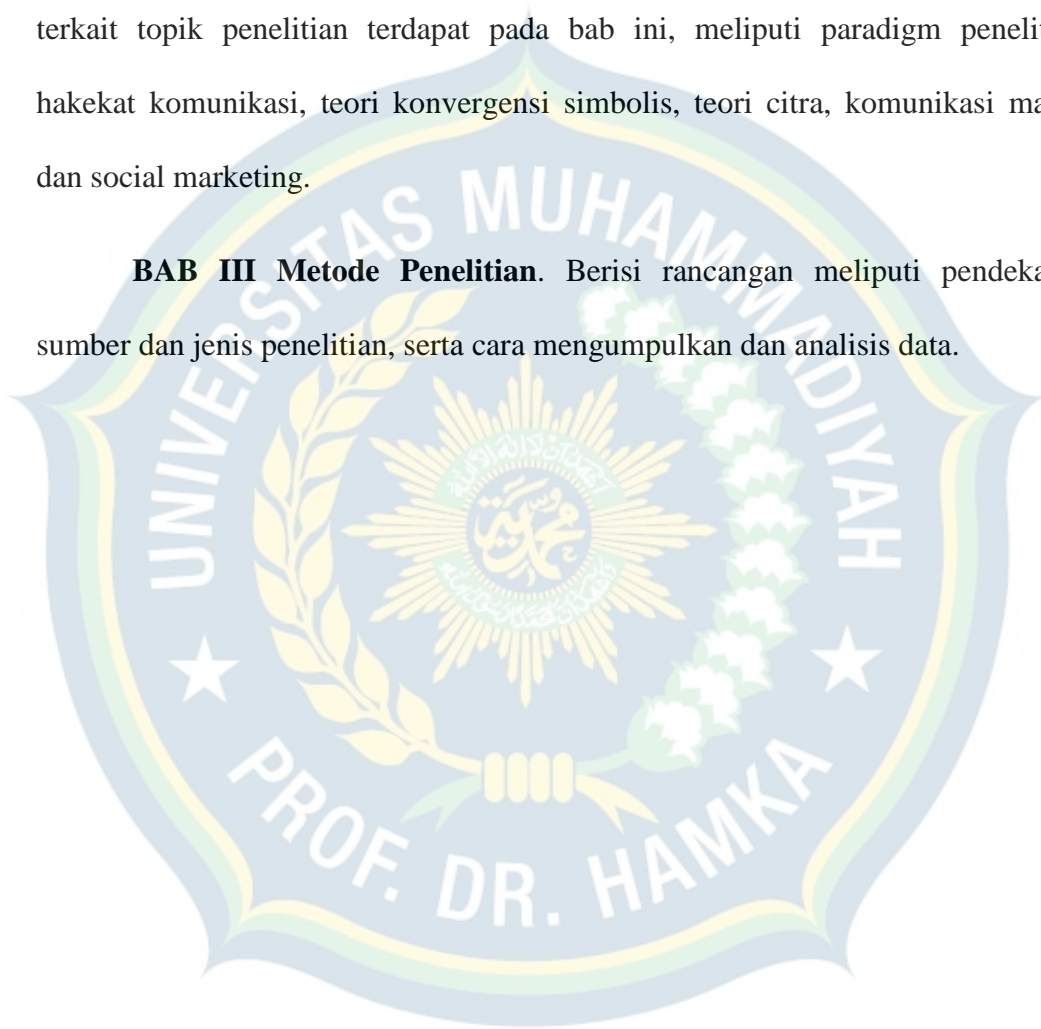 terkait topik penelitian terdapat pada bab ini, meliputi paradigm penelit
hakekat komunikasi, teori konvergensi simbolis, teori citra, komunikasi ma
dan social marketing.
BAB III Metode Penelitian. Berisi rancangan meliputi pendeka
sumber dan jenis penelitian, serta cara mengumpulkan dan analisis data.
UNIVERSITAS MUHAMMADIYAH
محمدية
PROF. DR. HAMKA